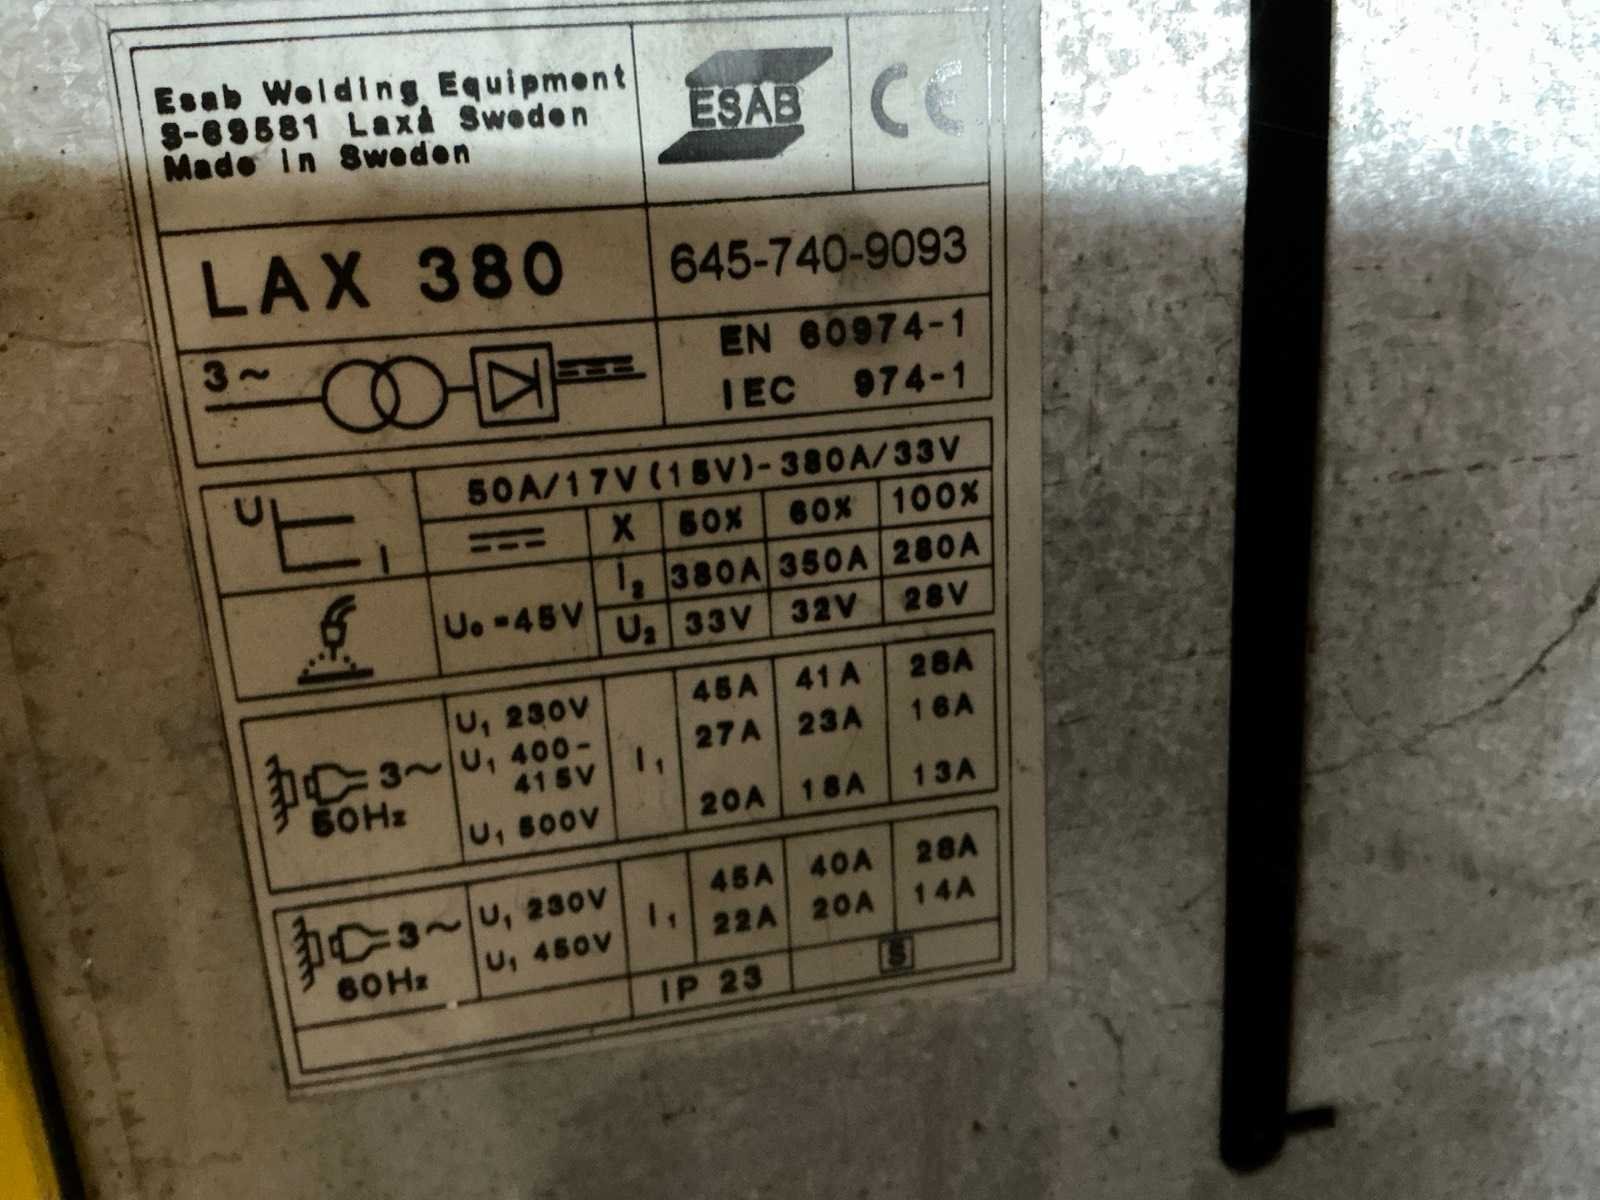 Esab Welding Equipment
S-69581 Laxå Sweden
Made in Sweden
ESAB
CE
LAX 380
645-740-9093
3~
EN 60974-1
IEC 974-1
50A/17V(15V)-380A/33V
U
I
X 50% 60% 100%
I₂ 380A 350A 280A
U₀=45V
U₂ 33V 32V 28V
3~
50Hz
U₁ 230V
U₁ 400-
415V
U₁ 500V
I₁
45A 41A 28A
27A 23A 16A
20A 18A 13A
3~
60Hz
U₁ 230V
U₁ 450V
I₁
45A 40A 28A
22A 20A 14A
IP 23
S